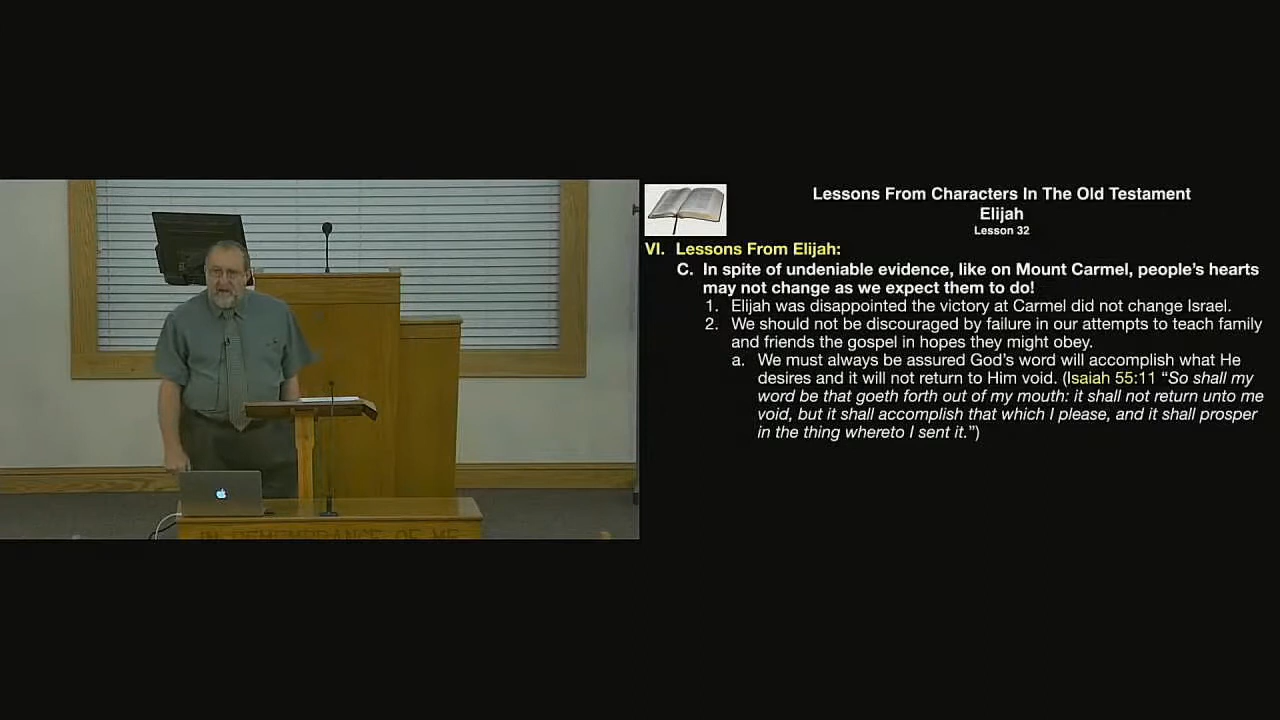 Lessons From Characters In The Old Testament
Elijah
Lesson 32
VI. Lessons From Elijah:
C. In spite of undeniable evidence, like on Mount Carmel, people's hearts
may not change as we expect them to do!
1. Elijah was disappointed the victory at Carmel did not change Israel.
2. We should not be discouraged by failure in our attempts to teach family
and friends the gospel in hopes they might obey.
a. We must always be assured God's word will accomplish what He
desires and it will not return to Him void. (Isaiah 55:11 “So shall my
word be that goeth forth out of my mouth: it shall not return unto me
void, but it shall accomplish that which I please, and it shall prosper
in the thing whereto I sent it.”)
IN REMEMBRANCE OF ME